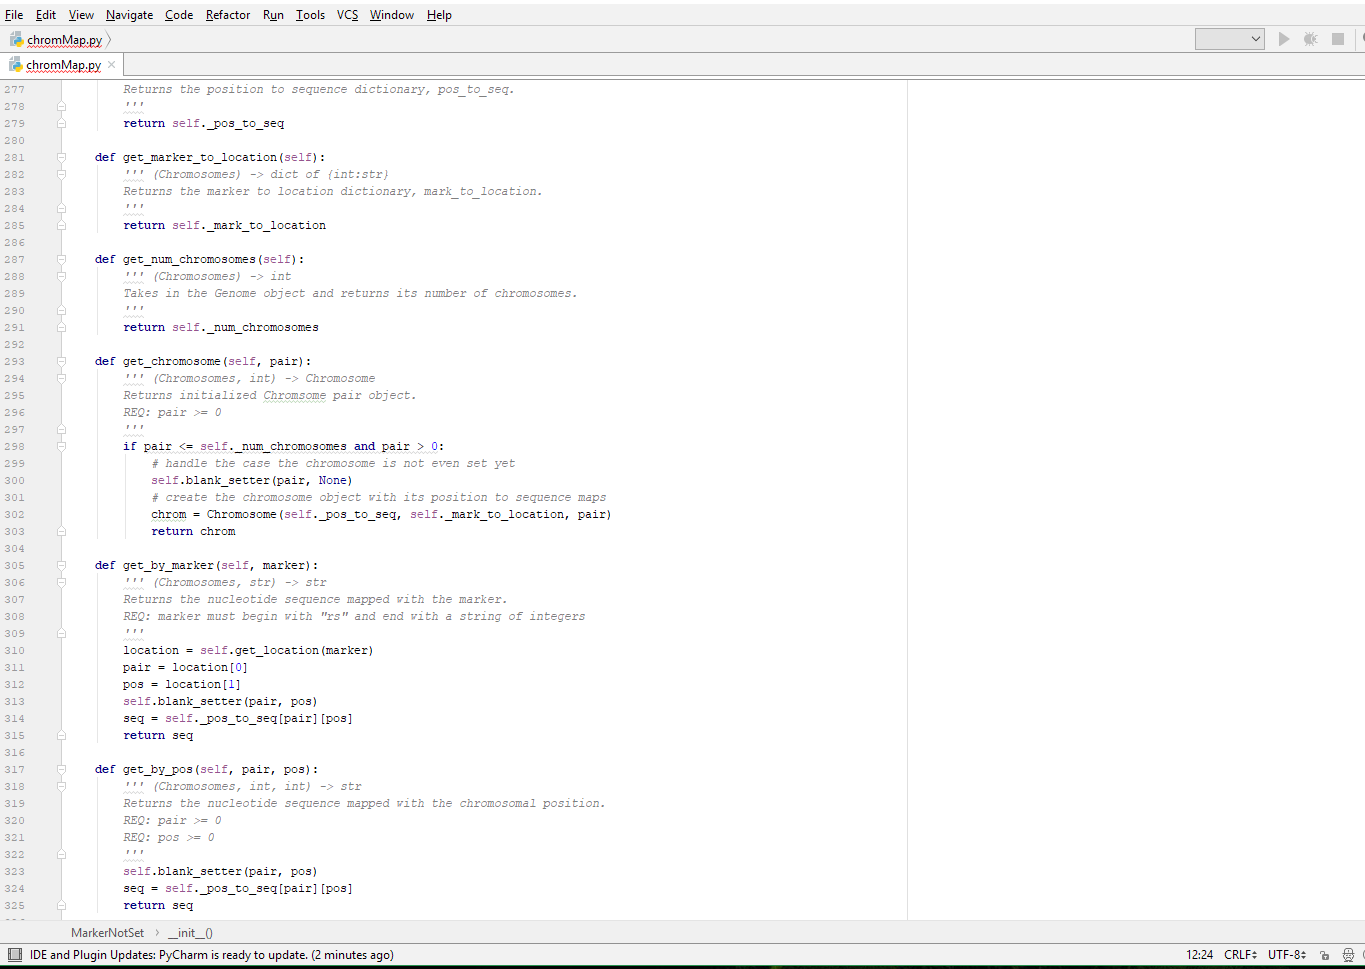 File Edit View Navigate Code Refactor Run Tools VCS Window Help
chromMap.py
chromMap.py
277 Returns the position to sequence dictionary, pos_to_seq.
278 '''
279 return self._pos_to_seq
280
281 def get_marker_to_location(self):
282 ''' (Chromosomes) -> dict of {int:str}
283 Returns the marker to location dictionary, mark_to_location.
284 '''
285 return self._mark_to_location
286
287 def get_num_chromosomes(self):
288 ''' (Chromosomes) -> int
289 Takes in the Genome object and returns its number of chromosomes.
290 '''
291 return self._num_chromosomes
292
293 def get_chromosome(self, pair):
294 ''' (Chromosomes, int) -> Chromosome
295 Returns initialized Chromsome pair object.
296 REQ: pair >= 0
297 '''
298 if pair <= self._num_chromosomes and pair > 0:
299 # handle the case the chromosome is not even set yet
300 self.blank_setter(pair, None)
301 # create the chromosome object with its position to sequence maps
302 chrom = Chromosome(self._pos_to_seq, self._mark_to_location, pair)
303 return chrom
304
305 def get_by_marker(self, marker):
306 ''' (Chromosomes, str) -> str
307 Returns the nucleotide sequence mapped with the marker.
308 REQ: marker must begin with "rs" and end with a string of integers
309 '''
310 location = self.get_location(marker)
311 pair = location[0]
312 pos = location[1]
313 self.blank_setter(pair, pos)
314 seq = self._pos_to_seq[pair][pos]
315 return seq
316
317 def get_by_pos(self, pair, pos):
318 ''' (Chromosomes, int, int) -> str
319 Returns the nucleotide sequence mapped with the chromosomal position.
320 REQ: pair >= 0
321 REQ: pos >= 0
322 '''
323 self.blank_setter(pair, pos)
324 seq = self._pos_to_seq[pair][pos]
325 return seq
MarkerNotSet › __init__()
IDE and Plugin Updates: PyCharm is ready to update. (2 minutes ago) 12:24 CRLF UTF-8